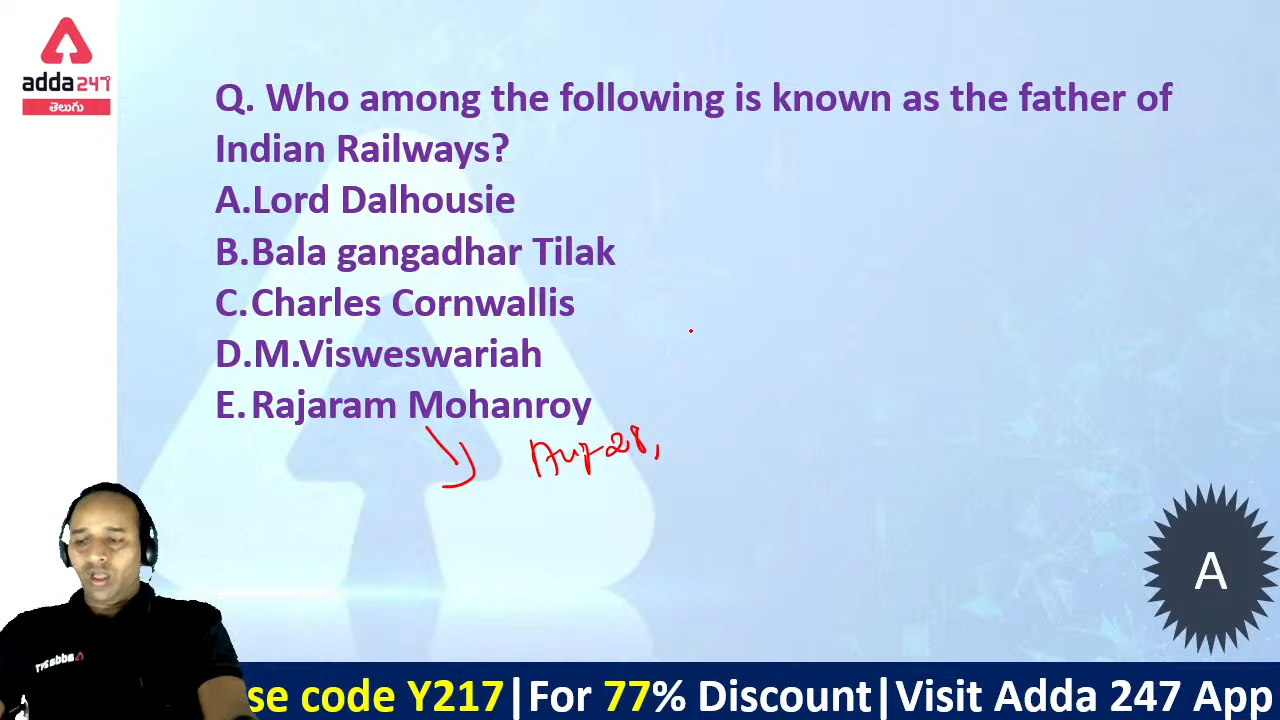 adda247
తెలుగు
Q. Who among the following is known as the father of
Indian Railways?
A.Lord Dalhousie
B.Bala gangadhar Tilak
C.Charles Cornwallis
D.M.Visweswariah
E.Rajaram Mohanroy
Aug 28,
A
se code Y217|For 77% Discount|Visit Adda 247 App